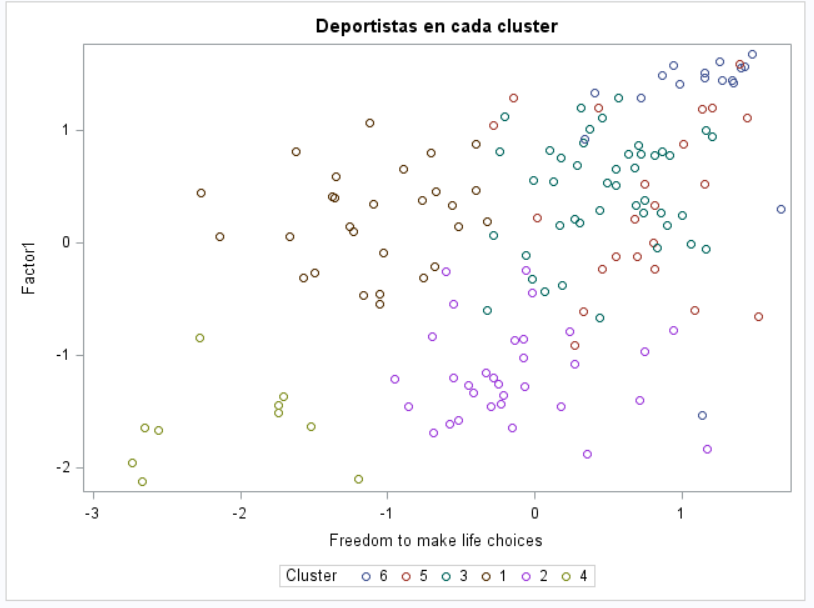 Deportistas en cada cluster
Factor1
1
0
-1
-2
-3 -2 -1 0 1
Freedom to make life choices
Cluster 6 5 3 1 2 4